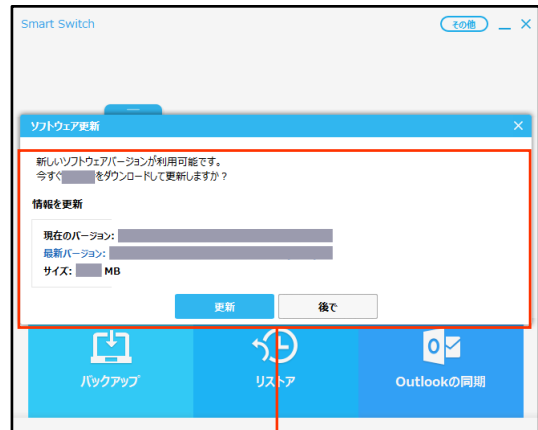 Smart Switch
その他
ソフトウェア更新
新しいソフトウェアバージョンが利用可能です。
今すぐ をダウンロードして更新しますか？
情報を更新
現在のバージョン:
最新バージョン:
サイズ: MB
更新
後で
バックアップ
リストア
Outlookの同期